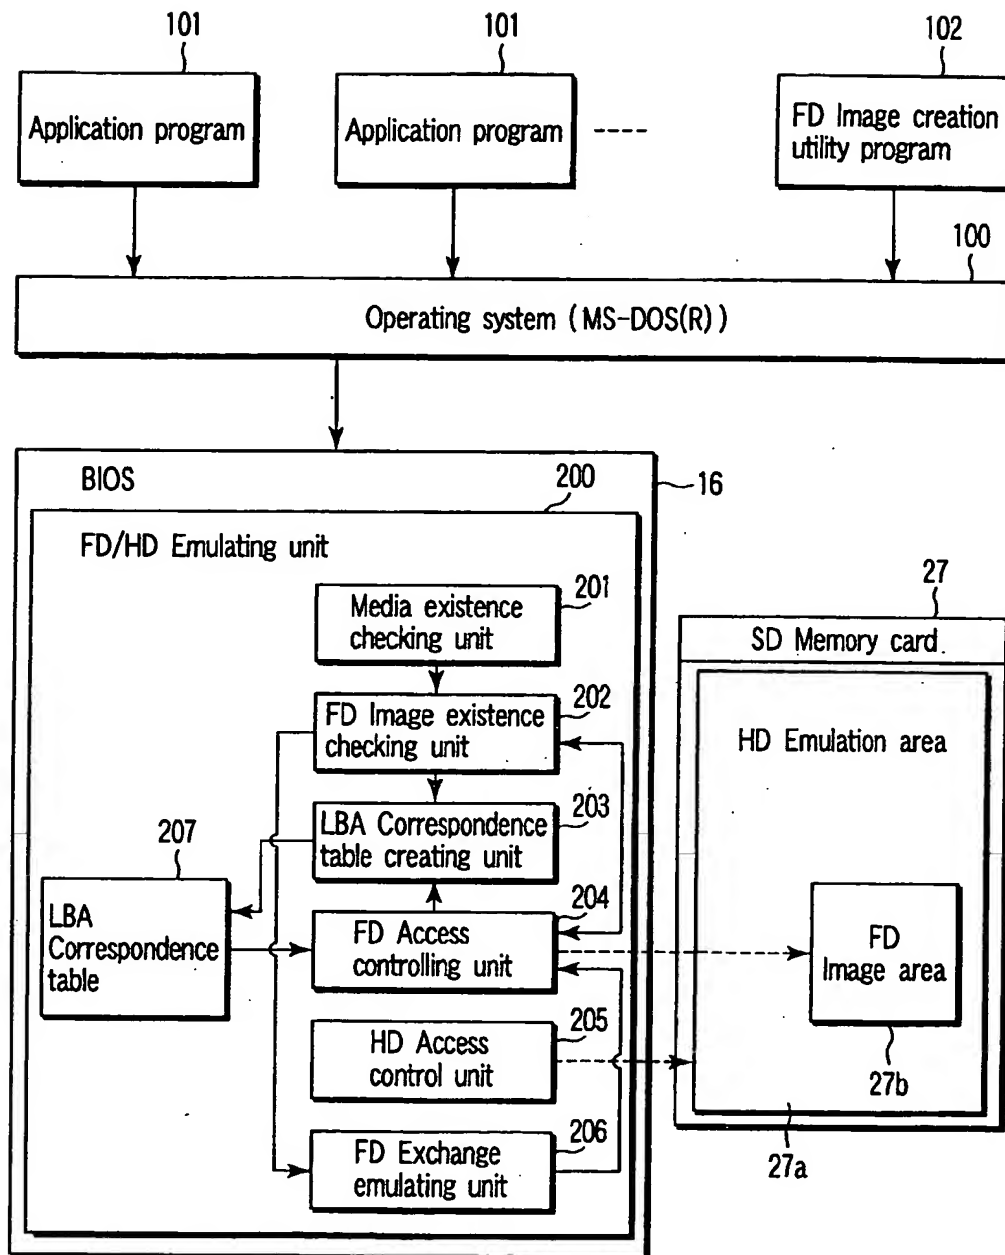 101
101
102
Application program
Application program
FD Image creation
utility program
100
Operating system (MS-DOS(R))
BIOS
16
200
FD/HD Emulating unit
201
Media existence
checking unit
27
SD Memory card
202
FD Image existence
checking unit
HD Emulation area
203
LBA Correspondence
table creating unit
207
LBA
Correspondence
table
204
FD Access
controlling unit
FD
Image area
205
HD Access
control unit
27b
206
FD Exchange
emulating unit
27a